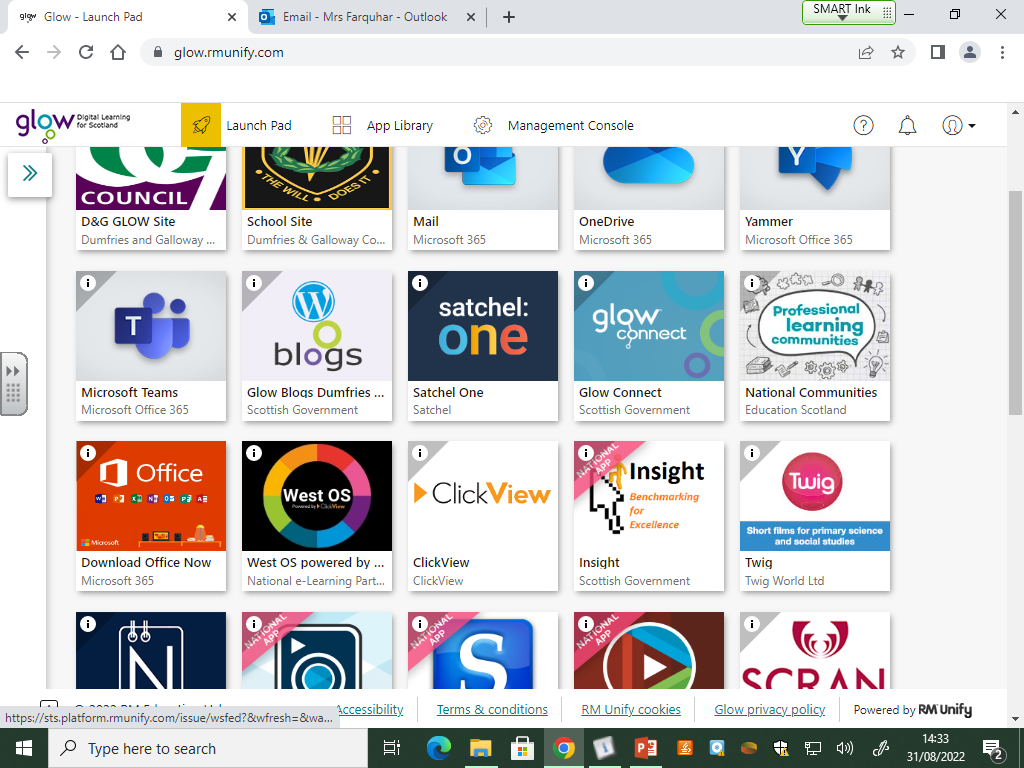 Glow - Launch Pad
Email - Mrs Farquhar - Outlook
SMART Ink
glow.rmunify.com
glow Digital Learning for Scotland
Launch Pad
App Library
Management Console
COUNCIL
THE WILL DOES IT
O
Y
D&G GLOW Site
School Site
Mail
OneDrive
Yammer
Dumfries and Galloway ...
Dumfries & Galloway Co...
Microsoft 365
Microsoft 365
Microsoft Office 365
T
W
blogs
satchel:
one
glow
connect
Professional
learning
communities
Microsoft Teams
Glow Blogs Dumfries ...
Satchel One
Glow Connect
National Communities
Microsoft Office 365
Scottish Government
Satchel
Scottish Government
Education Scotland
Office
Microsoft
West OS
Powered by ClickView
ClickView
NATIONAL APP
Insight
Benchmarking
for
Excellence
Twig
Short films for primary science
and social studies
Download Office Now
West OS powered by ...
ClickView
Insight
Twig
Microsoft 365
National e-Learning Part...
ClickView
Scottish Government
Twig World Ltd
N
NATIONAL APP
NATIONAL APP
S
NATIONAL APP
SCRAN
Accessibility
Terms & conditions
RM Unify cookies
Glow privacy policy
Powered by RM Unify
https://sts.platform.rmunify.com/issue/wsfed?&wfresh=&wa...
Type here to search
14:33
31/08/2022
2